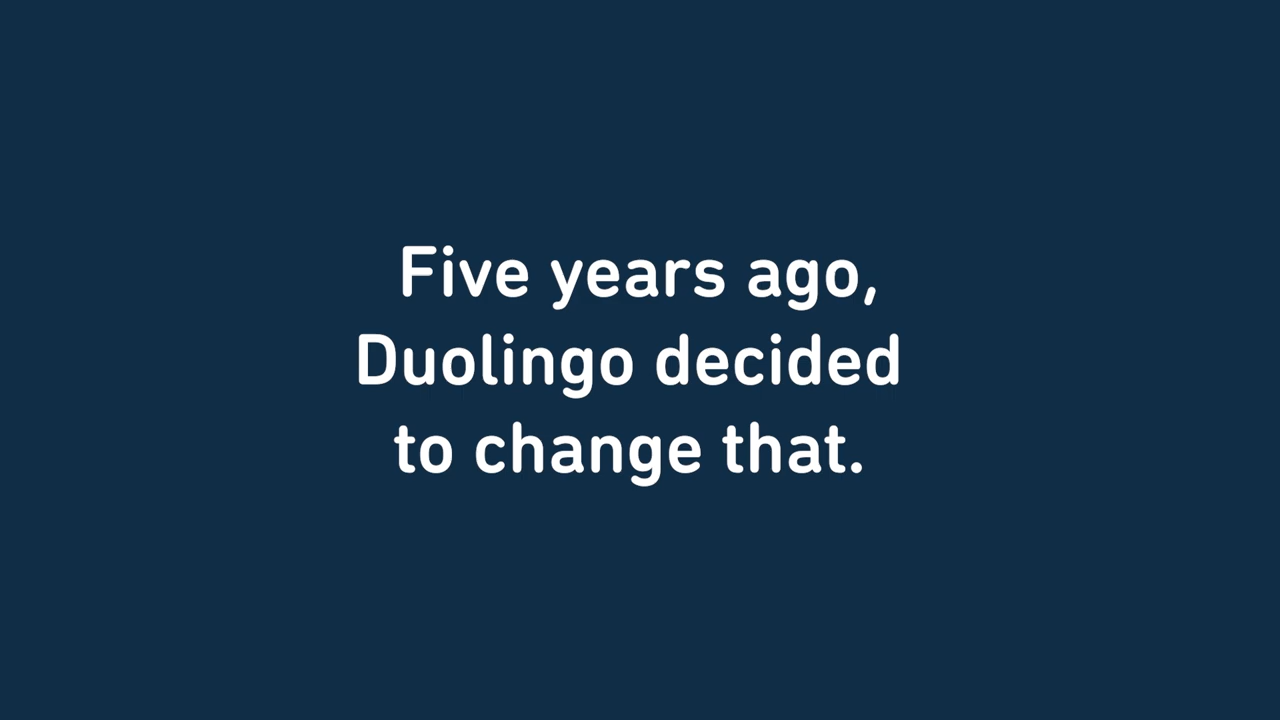 Five years ago,
Duolingo decided
to change that.